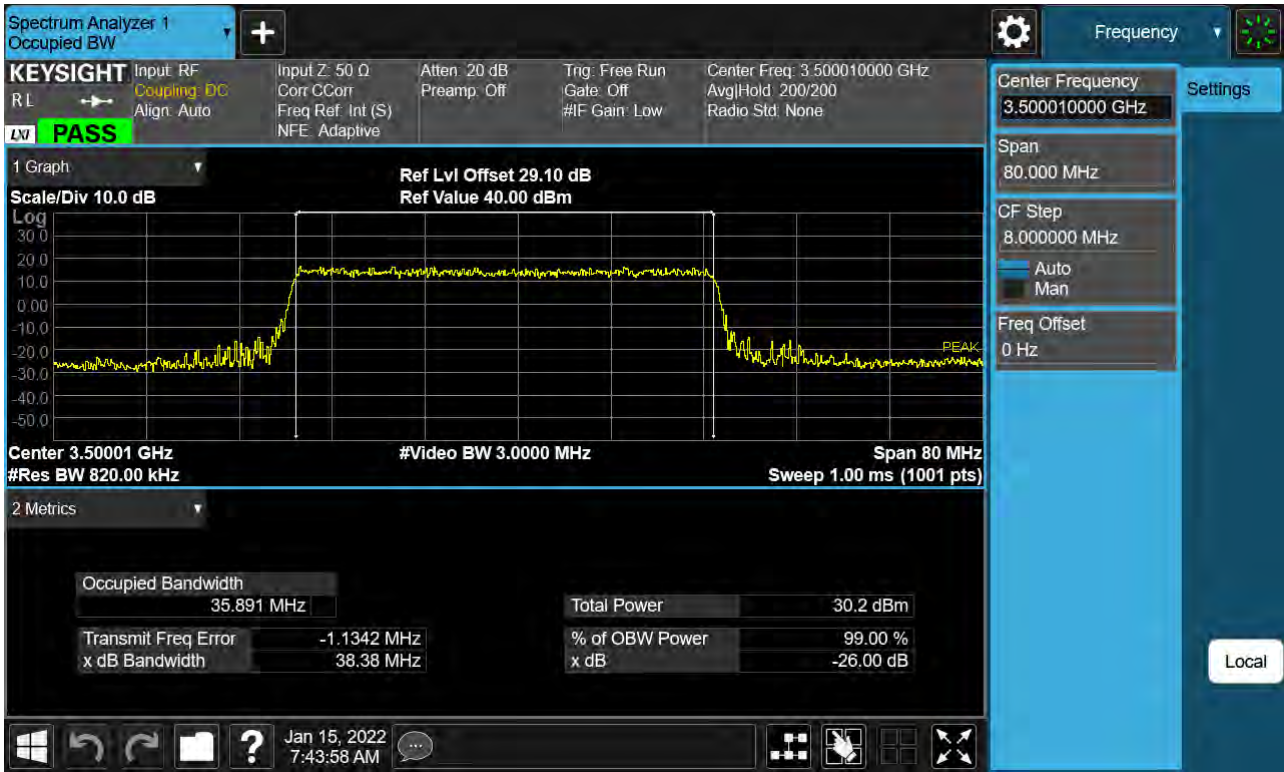 Spectrum Analyzer 1
Occupied BW
+
Frequency
KEYSIGHT
RL
LXI
PASS
Input: RF
Coupling: DC
Align: Auto
Input Z: 50 Ω
Corr CCorr
Freq Ref: Int (S)
NFE: Adaptive
Atten: 20 dB
Preamp: Off
Trig: Free Run
Gate: Off
#IF Gain: Low
Center Freq: 3.500010000 GHz
Avg|Hold: 200/200
Radio Std: None
Center Frequency
3.500010000 GHz
Settings
Span
80.000 MHz
CF Step
8.000000 MHz
Auto
Man
Freq Offset
0 Hz
Local
1 Graph
Scale/Div 10.0 dB
Ref Lvl Offset 29.10 dB
Ref Value 40.00 dBm
Log
30.0
20.0
10.0
0.00
-10.0
-20.0
-30.0
-40.0
-50.0
PEAK
Center 3.50001 GHz
#Video BW 3.0000 MHz
Span 80 MHz
#Res BW 820.00 kHz
Sweep 1.00 ms (1001 pts)
2 Metrics
Occupied Bandwidth
35.891 MHz
Transmit Freq Error -1.1342 MHz
x dB Bandwidth 38.38 MHz
Total Power 30.2 dBm
% of OBW Power 99.00 %
x dB -26.00 dB
?
Jan 15, 2022
7:43:58 AM